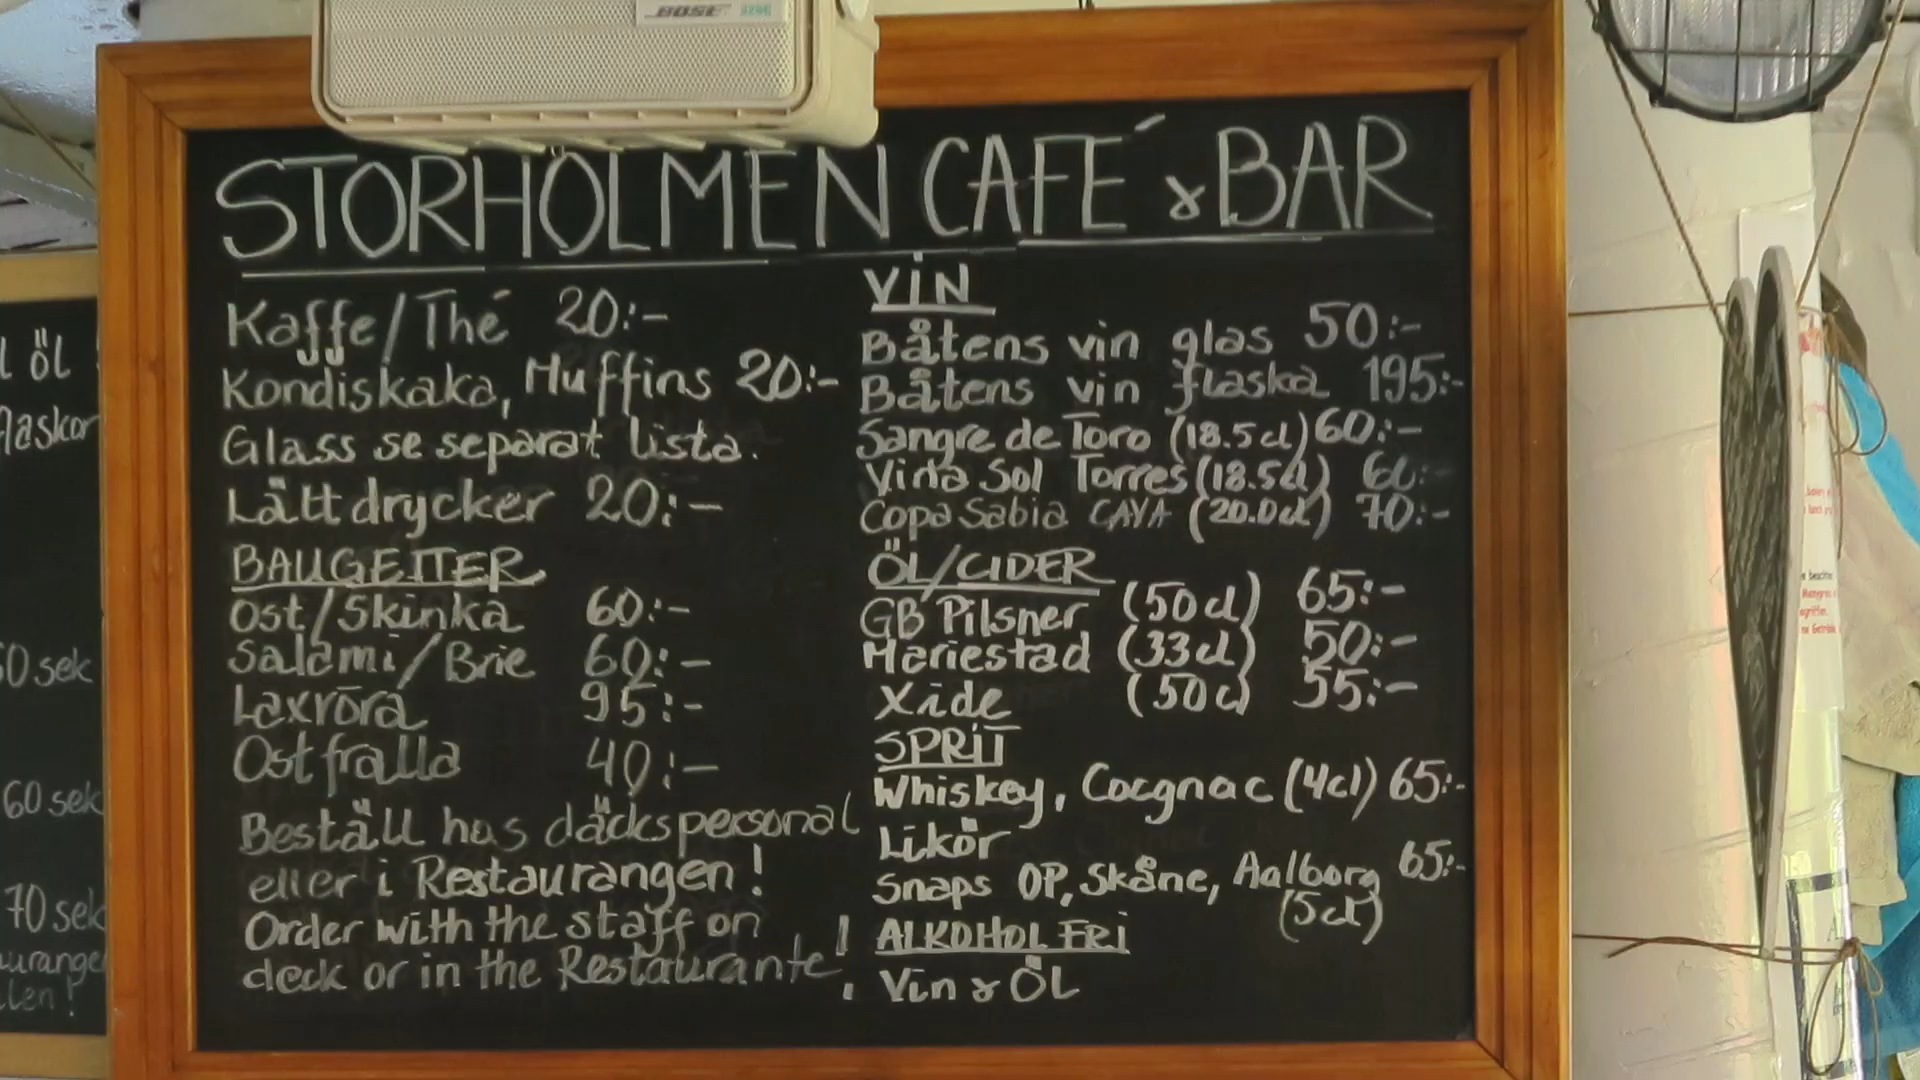 BOSE
STORHOLMEN CAFÉ & BAR
Kaffe/Thé 20:-
Kondiskaka, Muffins 20:-
Glass se separat lista.
Lättdrycker 20:-
BAUGETTER
Ost/Skinka 60:-
Salami/Brie 60:-
Laxröra 95:-
Ostfralla 40:-
Beställ hos däckspersonal
eller i Restaurangen!
Order with the staff on
deck or in the Restaurante!
VIN
Båtens vin glas 50:-
Båtens vin flaska 195:-
Sangre de Toro (18.5cl) 60:-
Viña Sol Torres (18.5cl) 60:-
Copa Sabia CAVA (20.0cl) 70:-
ÖL/CIDER
GB Pilsner (50cl) 65:-
Mariestad (33cl) 50:-
Xide (50cl) 55:-
SPRIT
Whiskey, Cocgnac (4cl) 65:-
Likör
Snaps OP, Skåne, Aalborg 65:-
(5cl)
ALKOHOLFRI
Vin & ÖL
öl
flaskor
60 sek
70 sek